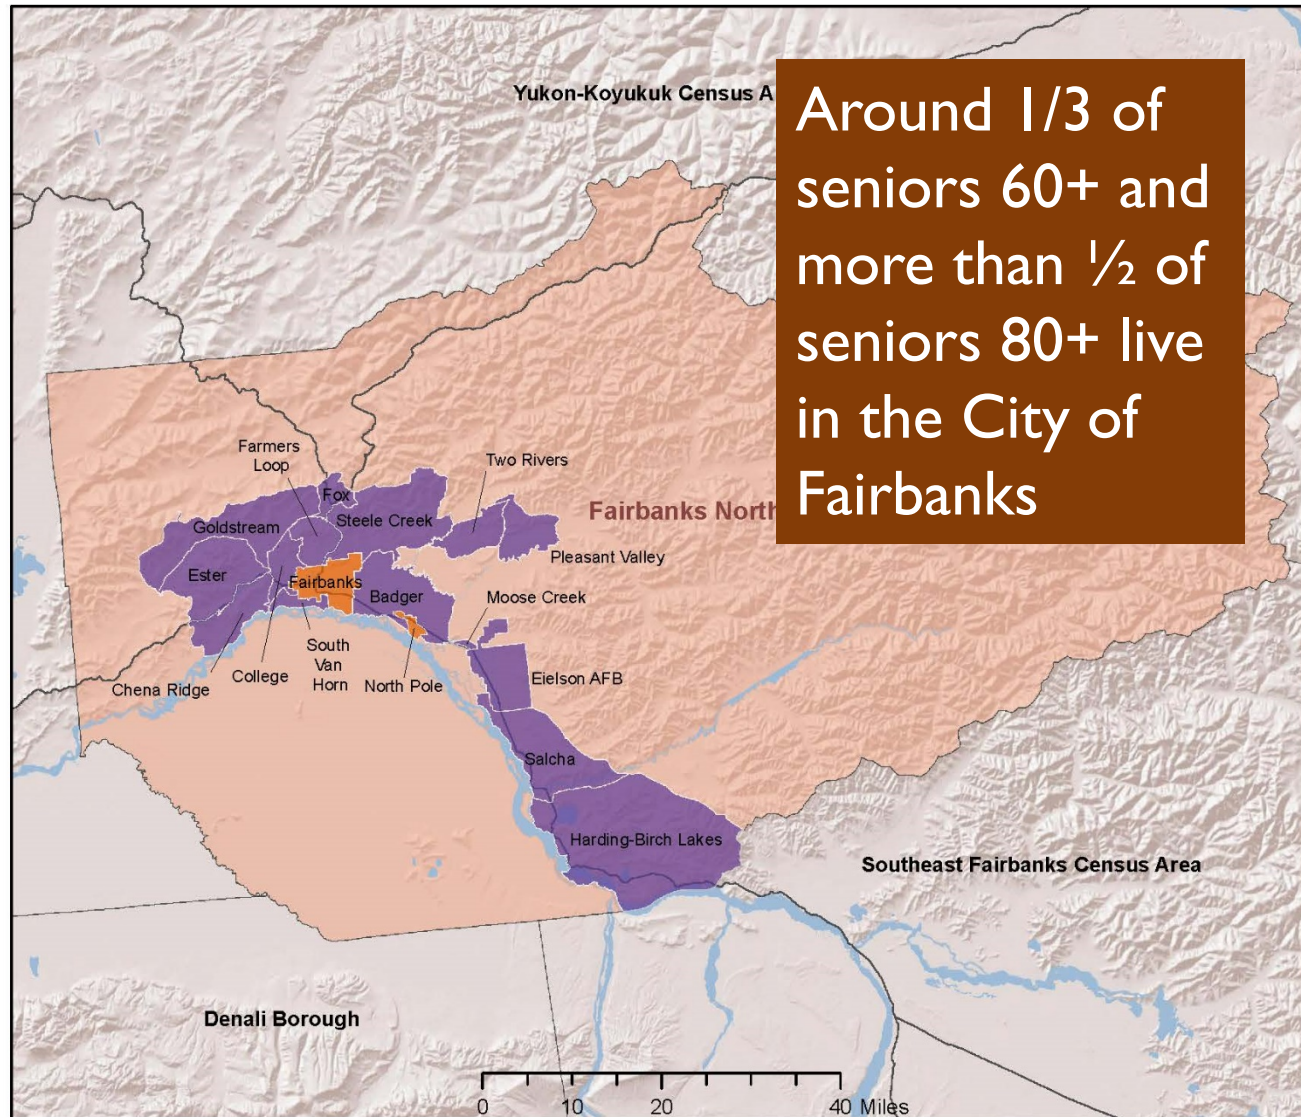 Yukon-Koyukuk Census A
Around 1/3 of
seniors 60+ and
more than ½ of
seniors 80+ live
in the City of
Fairbanks
Farmers
Loop
Two Rivers
Fox
Fairbanks North
Goldstream
Steele Creek
Pleasant Valley
Ester
Fairbanks
Badger
Moose Creek
South
Van
Horn
Chena Ridge
College
North Pole
Eielson AFB
Salcha
Harding-Birch Lakes
Southeast Fairbanks Census Area
Denali Borough
0 10 20 40 Miles